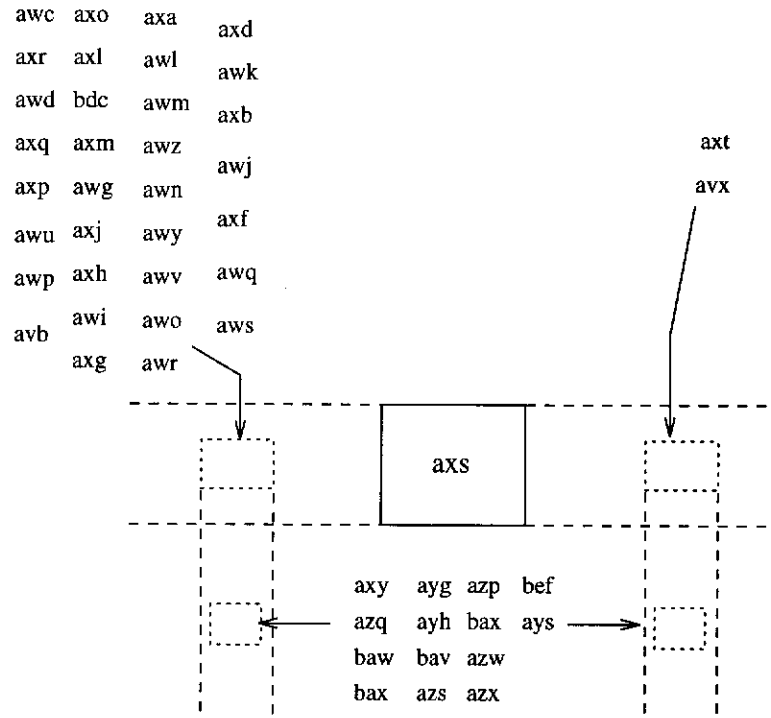 awc axo axa axd
axr axl awl awk
awd bdc awm axb
axq axm awz awj
axp awg awn axf
awu axj awy awq
awp axh awv aws
avb awi awo
axg awr
axt
avx
axs
axy ayg azp bef
azq ayh bax ays
baw bav azw
bax azs azx